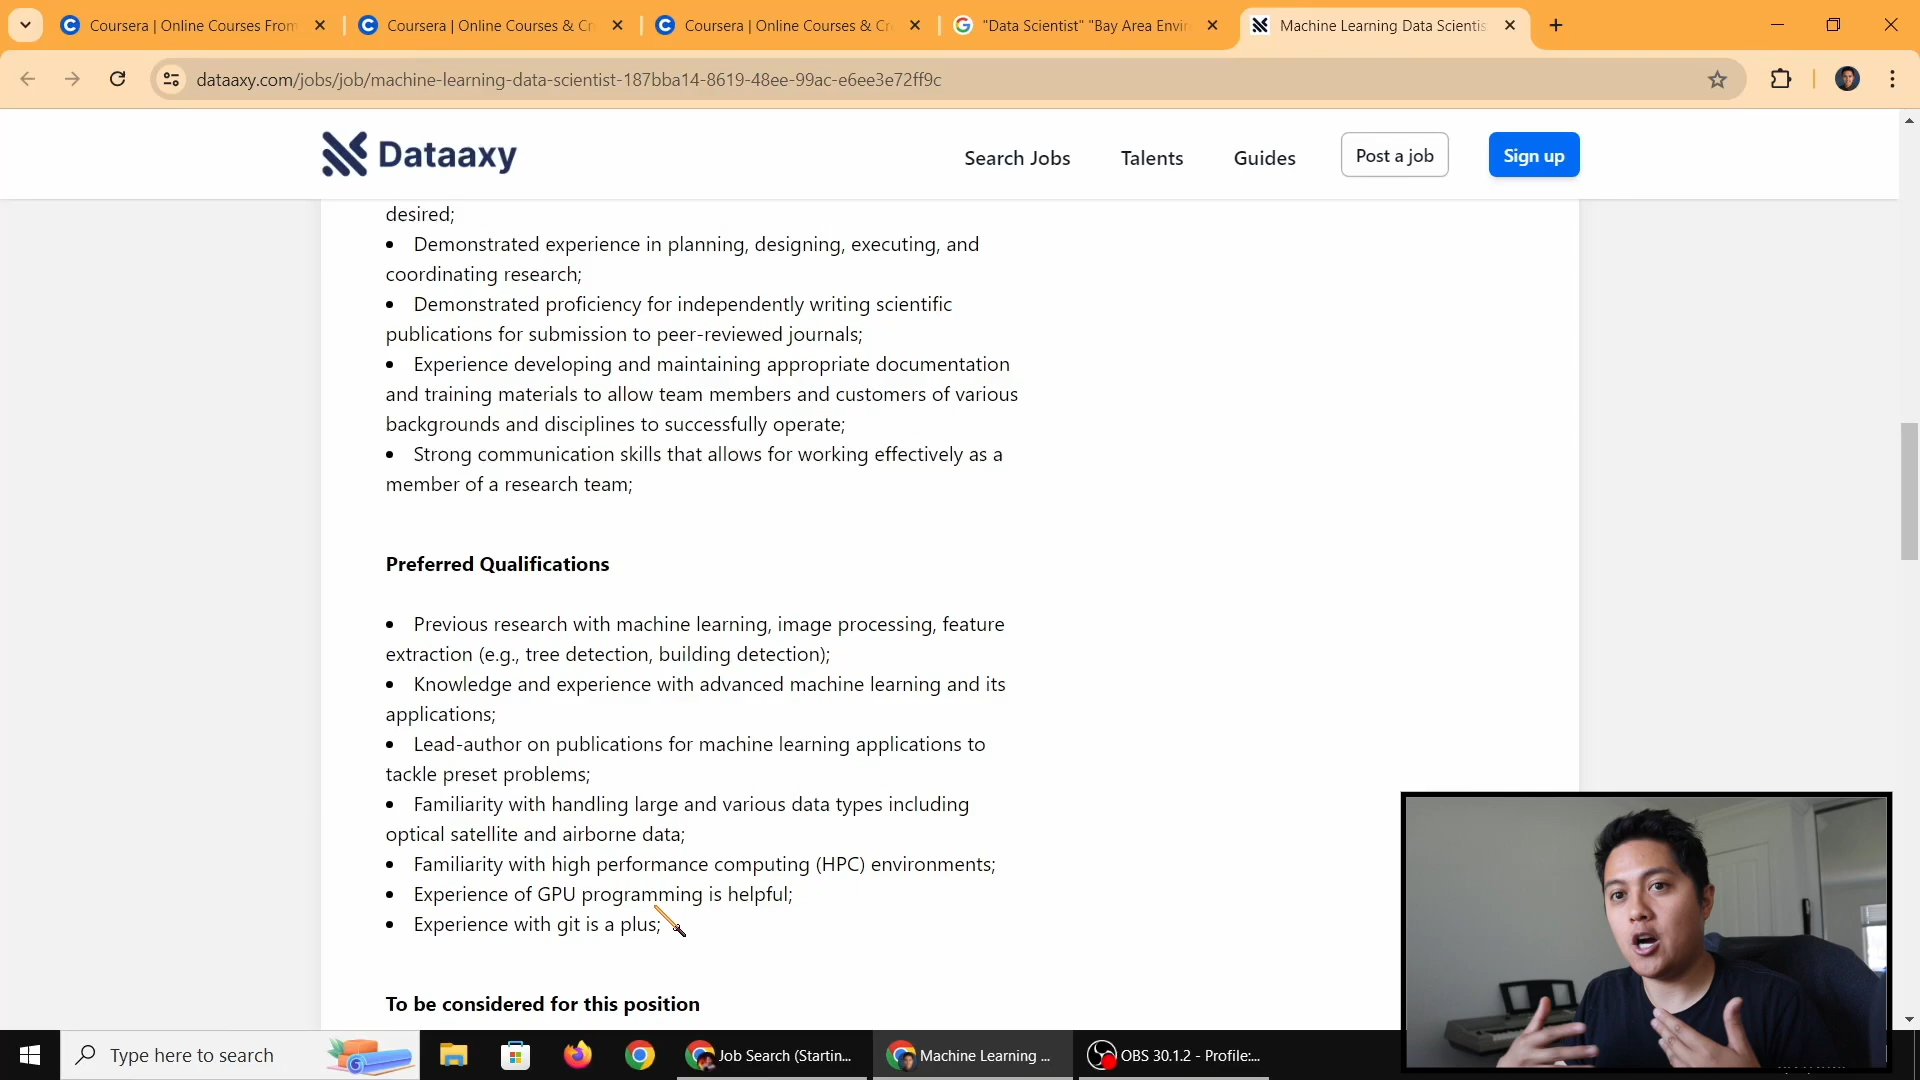 Coursera | Online Courses From
Coursera | Online Courses & Cr
Coursera | Online Courses & Cr
"Data Scientist" "Bay Area Envir
Machine Learning Data Scientis
dataaxy.com/jobs/job/machine-learning-data-scientist-187bba14-8619-48ee-99ac-e6ee3e72ff9c
Dataaxy
Search Jobs
Talents
Guides
Post a job
Sign up
desired;
• Demonstrated experience in planning, designing, executing, and
coordinating research;
• Demonstrated proficiency for independently writing scientific
publications for submission to peer-reviewed journals;
• Experience developing and maintaining appropriate documentation
and training materials to allow team members and customers of various
backgrounds and disciplines to successfully operate;
• Strong communication skills that allows for working effectively as a
member of a research team;
Preferred Qualifications
• Previous research with machine learning, image processing, feature
extraction (e.g., tree detection, building detection);
• Knowledge and experience with advanced machine learning and its
applications;
• Lead-author on publications for machine learning applications to
tackle preset problems;
• Familiarity with handling large and various data types including
optical satellite and airborne data;
• Familiarity with high performance computing (HPC) environments;
• Experience of GPU programming is helpful;
• Experience with git is a plus;
To be considered for this position
Type here to search
Job Search (Startin...
Machine Learning ...
OBS 30.1.2 - Profile:...